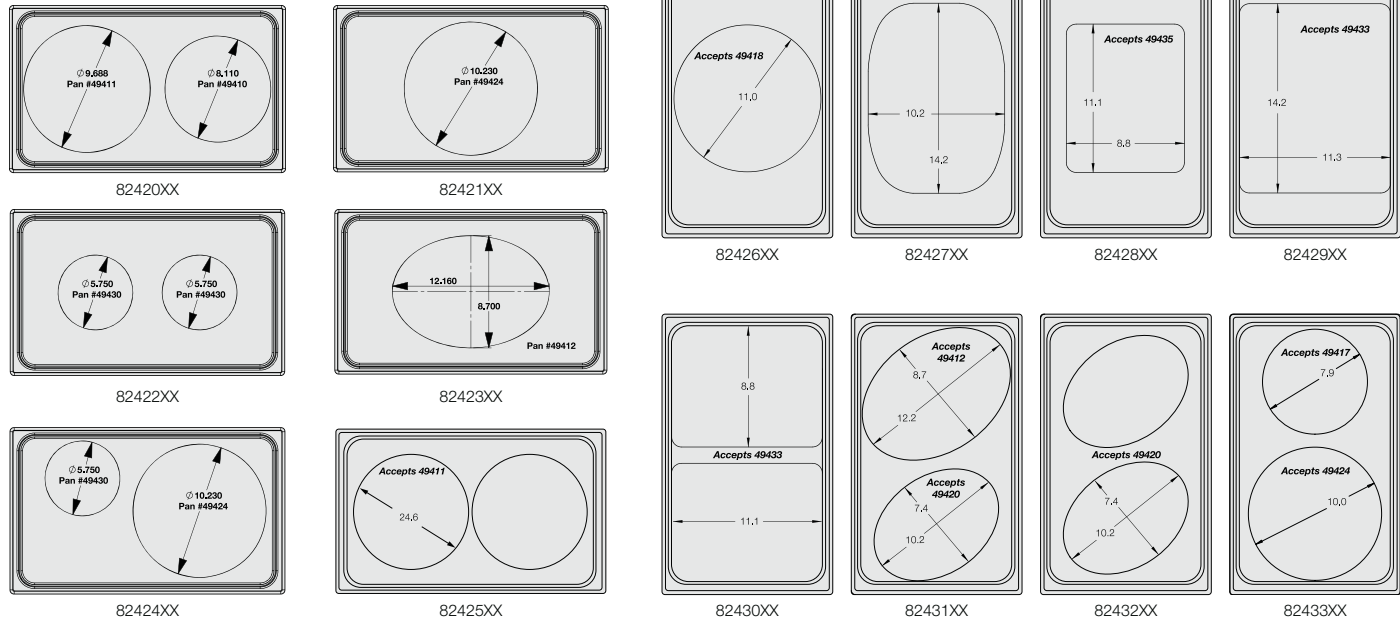 Ø9.688
Pan #49411
Ø8.110
Pan #49410
82420XX
Ø10.230
Pan #49424
82421XX
Accepts 49418
11.0
82426XX
10.2
14.2
82427XX
Accepts 49435
11.1
8.8
82428XX
Accepts 49433
14.2
11.3
82429XX
Ø5.750
Pan #49430
Ø5.750
Pan #49430
82422XX
12.160
8.700
Pan #49412
82423XX
Ø5.750
Pan #49430
Ø10.230
Pan #49424
82424XX
Accepts 49411
24.6
82425XX
8.8
Accepts 49433
11.1
82430XX
Accepts
49412
8.7
12.2
Accepts
49420
7.4
10.2
82431XX
Accepts 49420
7.4
10.2
82432XX
Accepts 49417
7.9
Accepts 49424
10.0
82433XX